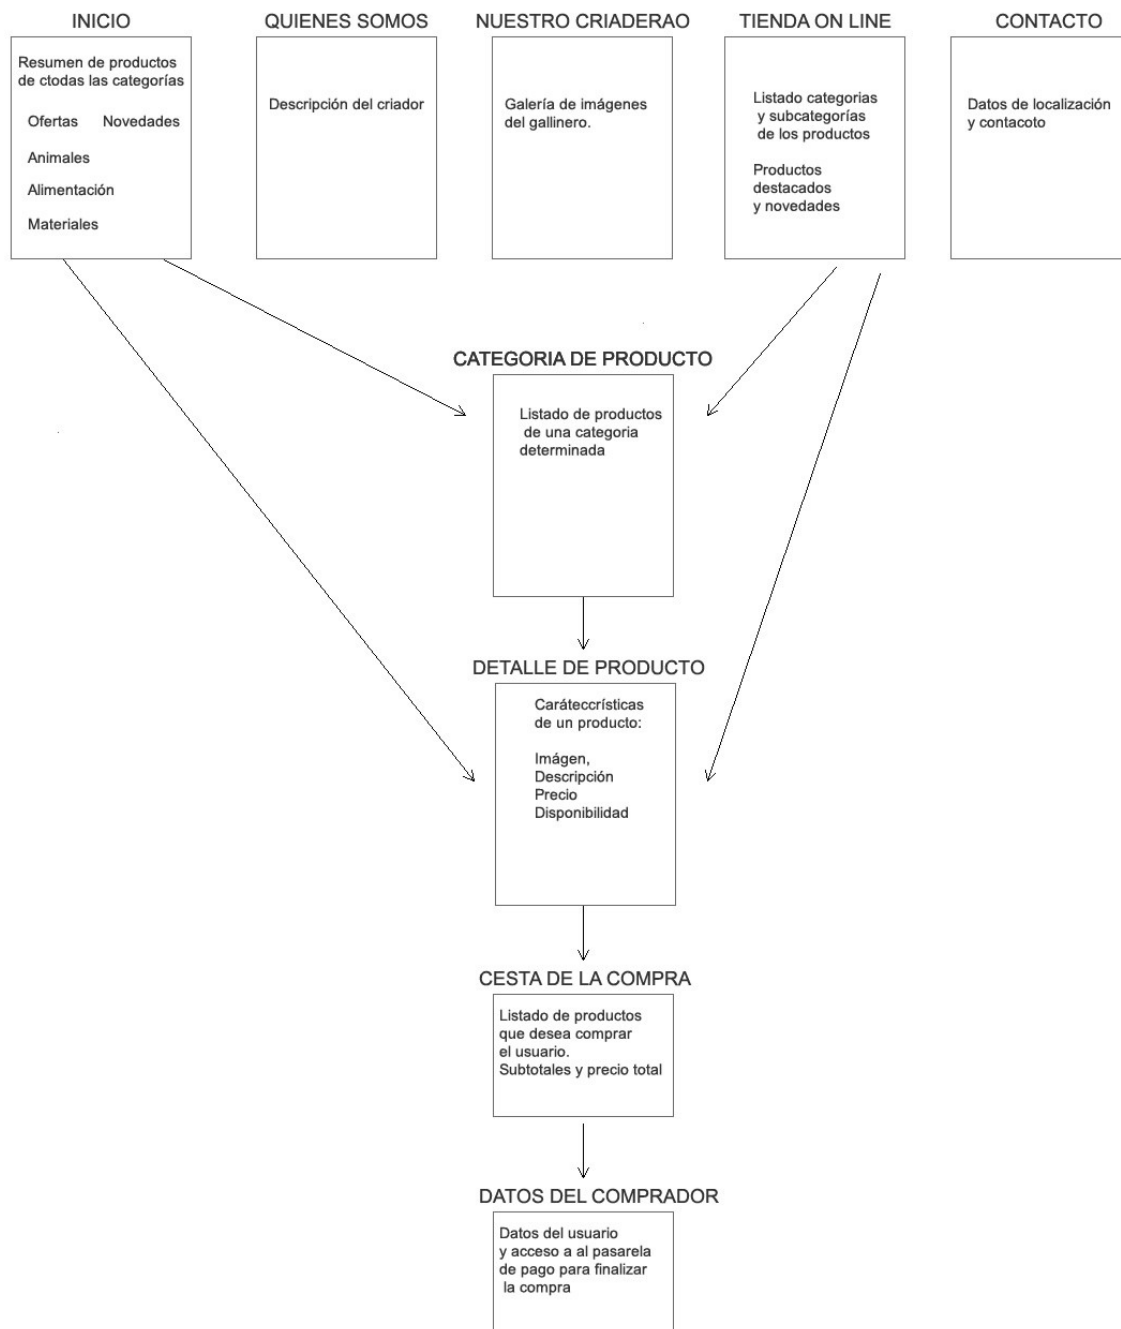 INICIO
QUIENES SOMOS
NUESTRO CRIADERAO
TIENDA ON LINE
CONTACTO
Resumen de productos
de ctodas las categorías
Ofertas Novedades
Animales
Alimentación
Materiales
Descripción del criador
Galería de imágenes
del gallinero.
Listado categorias
y subcategorías
de los productos
Productos
destacados
y novedades
Datos de localización
y contacoto
CATEGORIA DE PRODUCTO
Listado de productos
de una categoria
determinada
DETALLE DE PRODUCTO
Caráteccrísticas
de un producto:
Imágen,
Descripción
Precio
Disponibilidad
CESTA DE LA COMPRA
Listado de productos
que desea comprar
el usuario.
Subtotales y precio total
DATOS DEL COMPRADOR
Datos del usuario
y acceso a al pasarela
de pago para finalizar
la compra